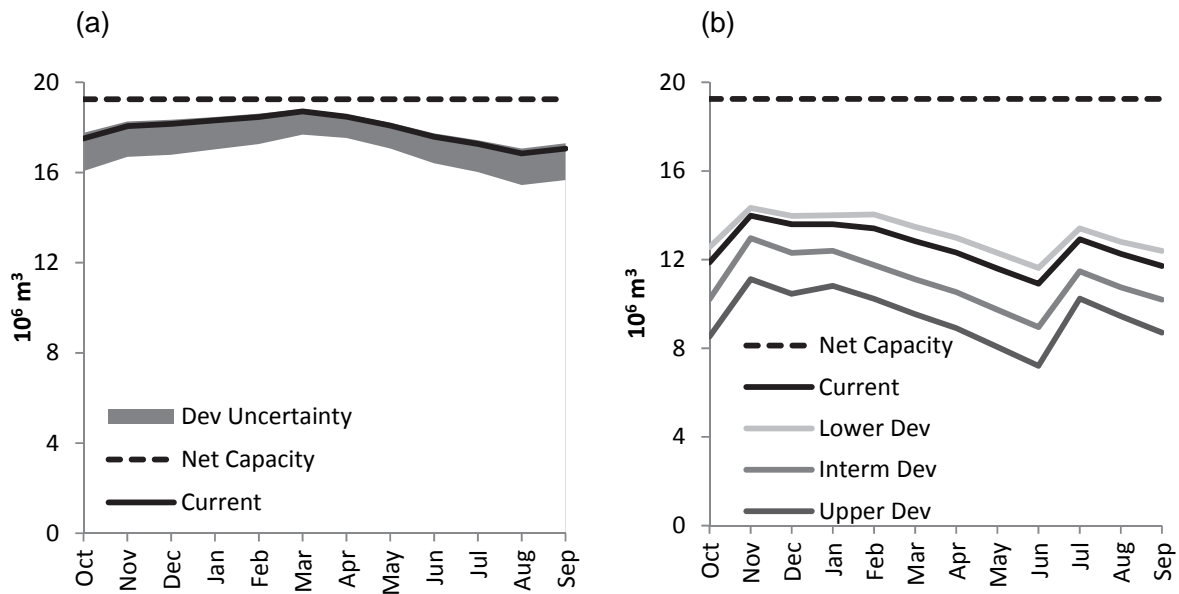 (a)
20
16
12
8
4
0
10⁶ m³
Dev Uncertainty
Net Capacity
Current
Oct Nov Dec Jan Feb Mar Apr May Jun Jul Aug Sep
(b)
20
16
12
8
4
0
10⁶ m³
Net Capacity
Current
Lower Dev
Interm Dev
Upper Dev
Oct Nov Dec Jan Feb Mar Apr May Jun Jul Aug Sep